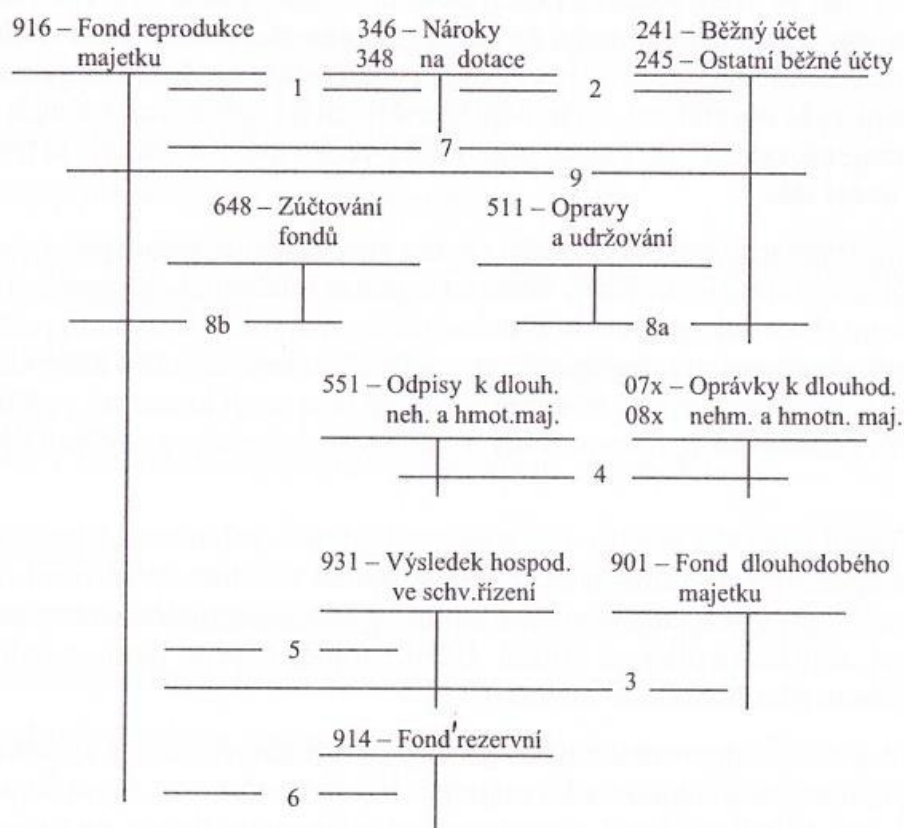 916 – Fond reprodukce
majetku
346 – Nároky
348 na dotace
241 – Běžný účet
245 – Ostatní běžné účty
1
2
7
9
648 – Zúčtování
fondů
511 – Opravy
a udržování
8b
8a
551 – Odpisy k dlouh.
neh. a hmot.maj.
07x – Oprávky k dlouhod.
08x nehm. a hmotn. maj.
4
931 – Výsledek hospod.
ve schv.řízení
901 – Fond dlouhodobého
majetku
5
3
914 – Fond rezervní
6